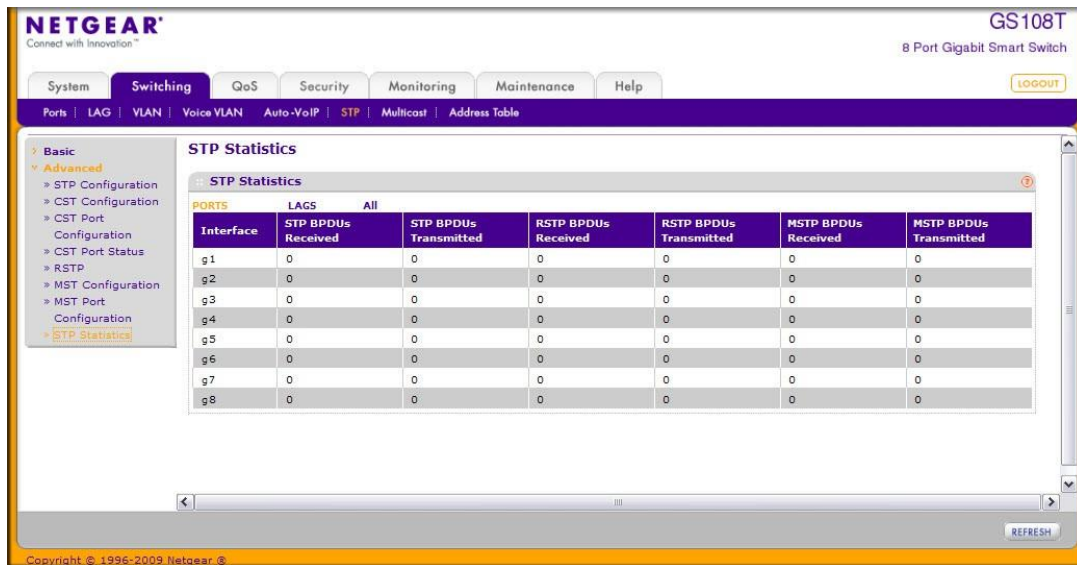 NETGEAR®
Connect with Innovation™
GS108T
8 Port Gigabit Smart Switch
System Switching QoS Security Monitoring Maintenance Help
LOGOUT
Ports | LAG | VLAN | Voice VLAN Auto-VoIP | STP | Multicast | Address Table
Basic
Advanced
» STP Configuration
» CST Configuration
» CST Port
Configuration
» CST Port Status
» RSTP
» MST Configuration
» MST Port
Configuration
» STP Statistics
STP Statistics
STP Statistics
PORTS LAGS All
Interface STP BPDUs Received STP BPDUs Transmitted RSTP BPDUs Received RSTP BPDUs Transmitted MSTP BPDUs Received MSTP BPDUs Transmitted
g1 0 0 0 0 0 0
g2 0 0 0 0 0 0
g3 0 0 0 0 0 0
g4 0 0 0 0 0 0
g5 0 0 0 0 0 0
g6 0 0 0 0 0 0
g7 0 0 0 0 0 0
g8 0 0 0 0 0 0
REFRESH
Copyright © 1996-2009 Netgear ®